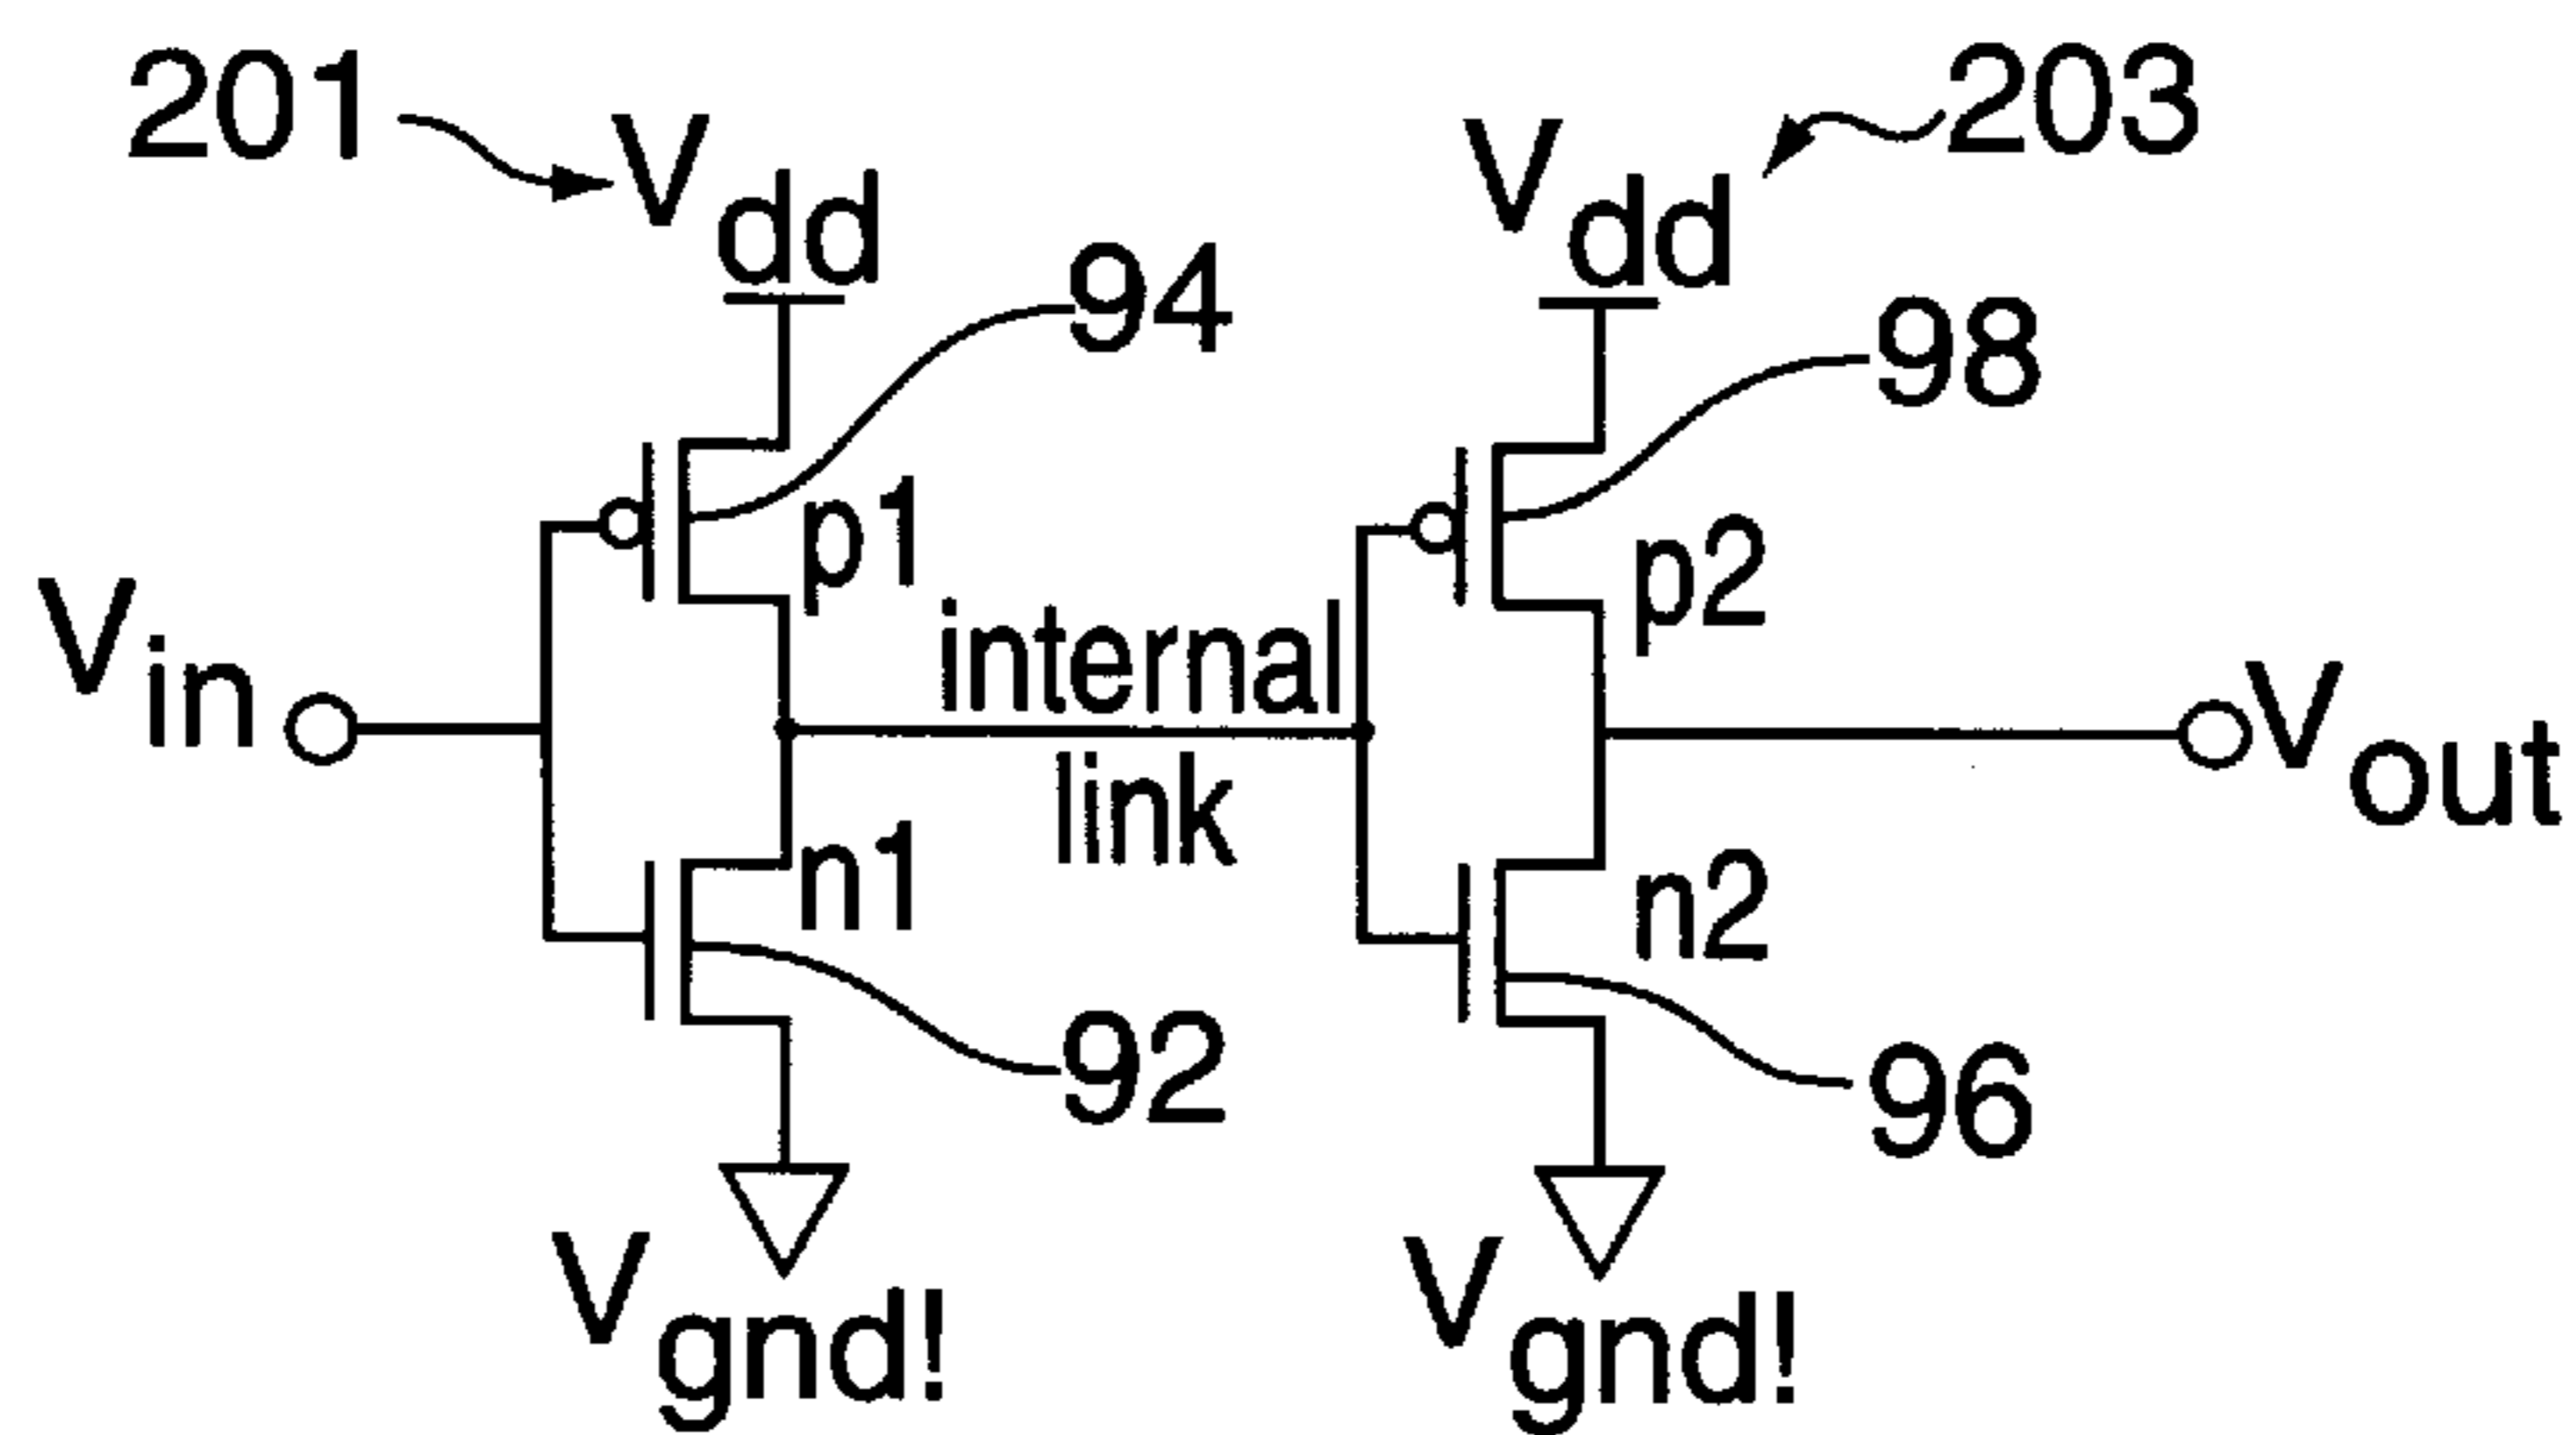 201
Vdd
94
p1
Vin
n1
92
Vgnd!
internal
link
203
Vdd
98
p2
Vout
n2
96
Vgnd!